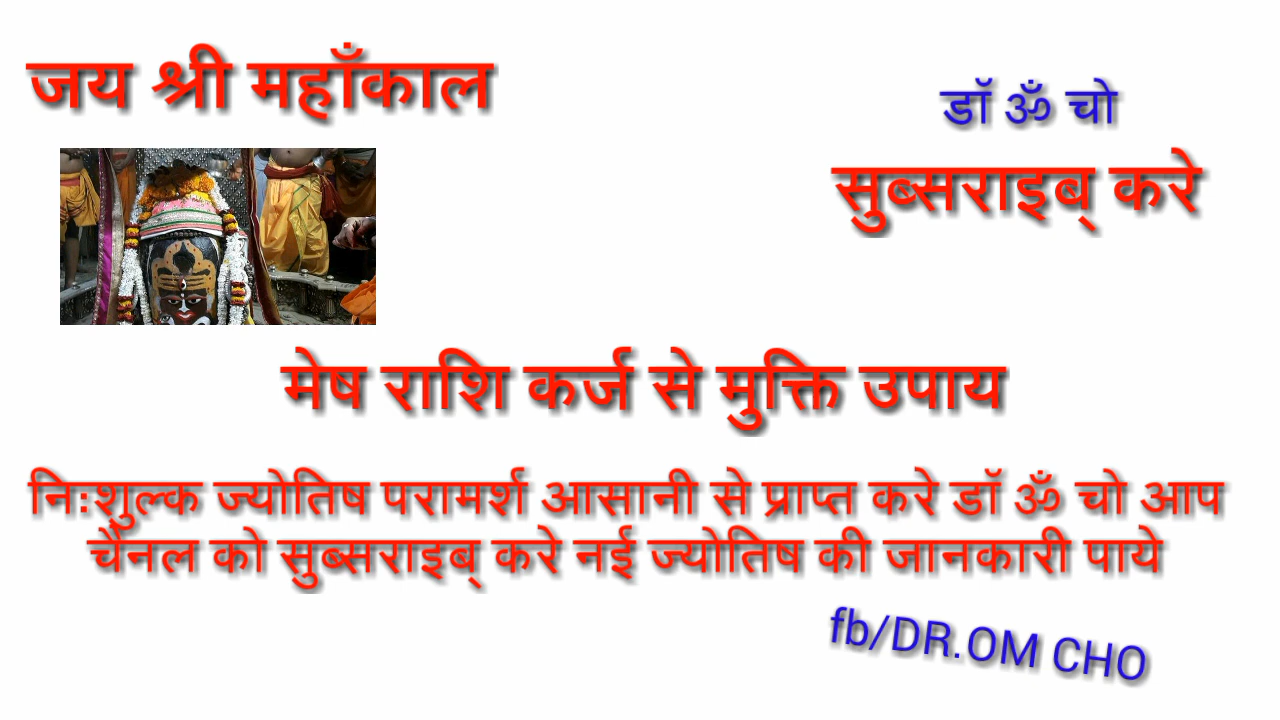 जय श्री महाँकाल
डॉ ॐ चो
सुब्सराइब् करे
मेष राशि कर्ज से मुक्ति उपाय
निःशुल्क ज्योतिष परामर्श आसानी से प्राप्त करे डॉ ॐ चो आप
चैनल को सुब्सराइब् करे नई ज्योतिष की जानकारी पाये
fb/DR.OM CHO